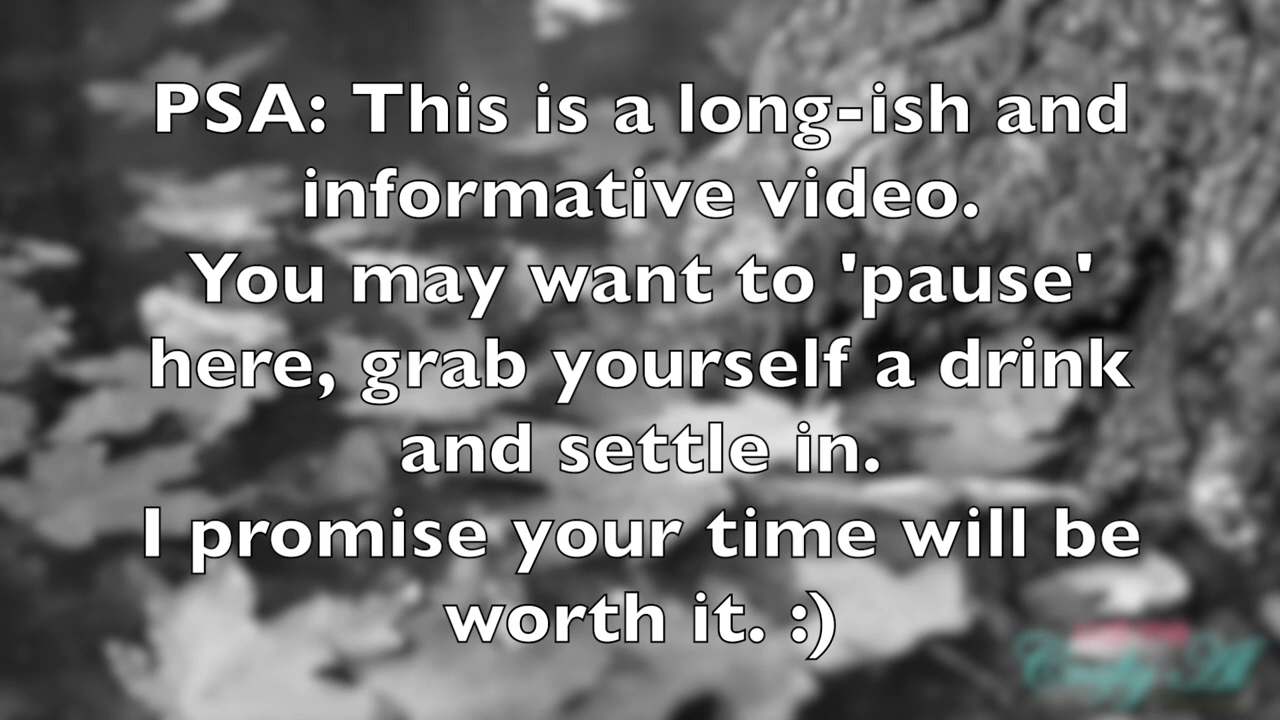 PSA: This is a long-ish and
informative video.
You may want to 'pause'
here, grab yourself a drink
and settle in.
I promise your time will be
worth it. :)